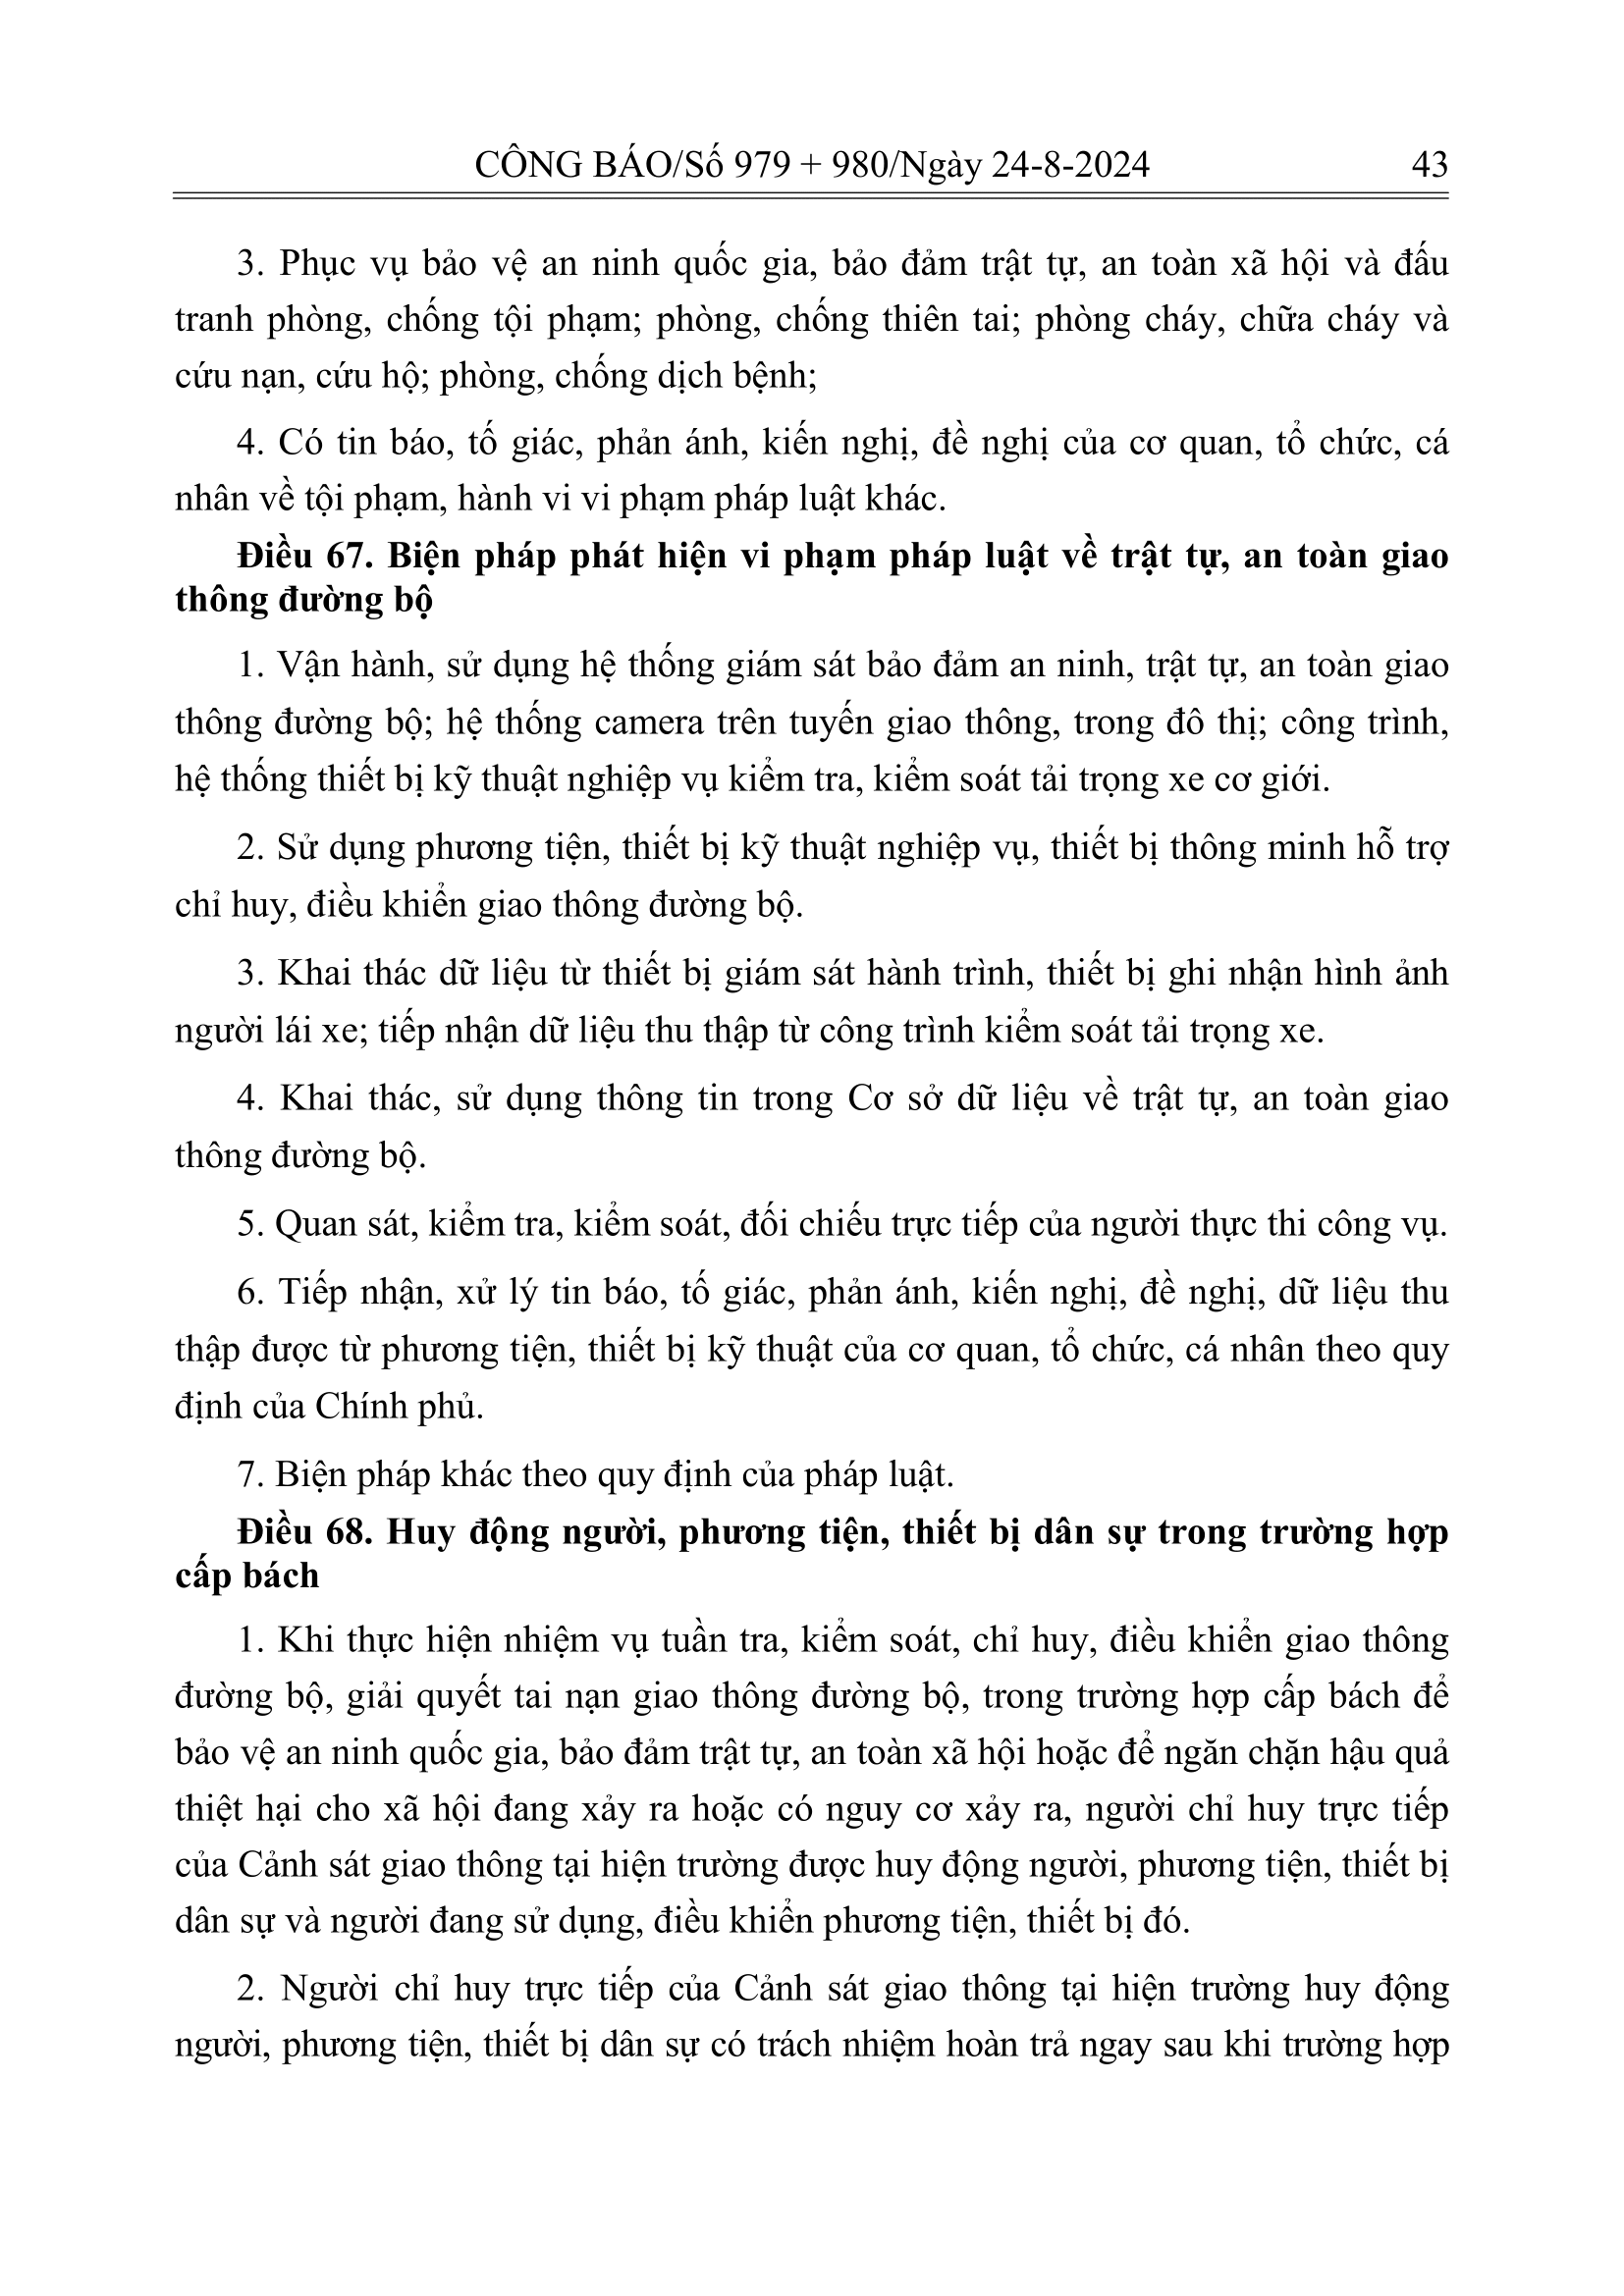 CÔNG BÁO/Số 979 + 980/Ngày 24-8-2024 43
3. Phục vụ bảo vệ an ninh quốc gia, bảo đảm trật tự, an toàn xã hội và đấu
tranh phòng, chống tội phạm; phòng, chống thiên tai; phòng cháy, chữa cháy và
cứu nạn, cứu hộ; phòng, chống dịch bệnh;
4. Có tin báo, tố giác, phản ánh, kiến nghị, đề nghị của cơ quan, tổ chức, cá
nhân về tội phạm, hành vi vi phạm pháp luật khác.
Điều 67. Biện pháp phát hiện vi phạm pháp luật về trật tự, an toàn giao
thông đường bộ
1. Vận hành, sử dụng hệ thống giám sát bảo đảm an ninh, trật tự, an toàn giao
thông đường bộ; hệ thống camera trên tuyến giao thông, trong đô thị; công trình,
hệ thống thiết bị kỹ thuật nghiệp vụ kiểm tra, kiểm soát tải trọng xe cơ giới.
2. Sử dụng phương tiện, thiết bị kỹ thuật nghiệp vụ, thiết bị thông minh hỗ trợ
chỉ huy, điều khiển giao thông đường bộ.
3. Khai thác dữ liệu từ thiết bị giám sát hành trình, thiết bị ghi nhận hình ảnh
người lái xe; tiếp nhận dữ liệu thu thập từ công trình kiểm soát tải trọng xe.
4. Khai thác, sử dụng thông tin trong Cơ sở dữ liệu về trật tự, an toàn giao
thông đường bộ.
5. Quan sát, kiểm tra, kiểm soát, đối chiếu trực tiếp của người thực thi công vụ.
6. Tiếp nhận, xử lý tin báo, tố giác, phản ánh, kiến nghị, đề nghị, dữ liệu thu
thập được từ phương tiện, thiết bị kỹ thuật của cơ quan, tổ chức, cá nhân theo quy
định của Chính phủ.
7. Biện pháp khác theo quy định của pháp luật.
Điều 68. Huy động người, phương tiện, thiết bị dân sự trong trường hợp
cấp bách
1. Khi thực hiện nhiệm vụ tuần tra, kiểm soát, chỉ huy, điều khiển giao thông
đường bộ, giải quyết tai nạn giao thông đường bộ, trong trường hợp cấp bách để
bảo vệ an ninh quốc gia, bảo đảm trật tự, an toàn xã hội hoặc để ngăn chặn hậu quả
thiệt hại cho xã hội đang xảy ra hoặc có nguy cơ xảy ra, người chỉ huy trực tiếp
của Cảnh sát giao thông tại hiện trường được huy động người, phương tiện, thiết bị
dân sự và người đang sử dụng, điều khiển phương tiện, thiết bị đó.
2. Người chỉ huy trực tiếp của Cảnh sát giao thông tại hiện trường huy động
người, phương tiện, thiết bị dân sự có trách nhiệm hoàn trả ngay sau khi trường hợp